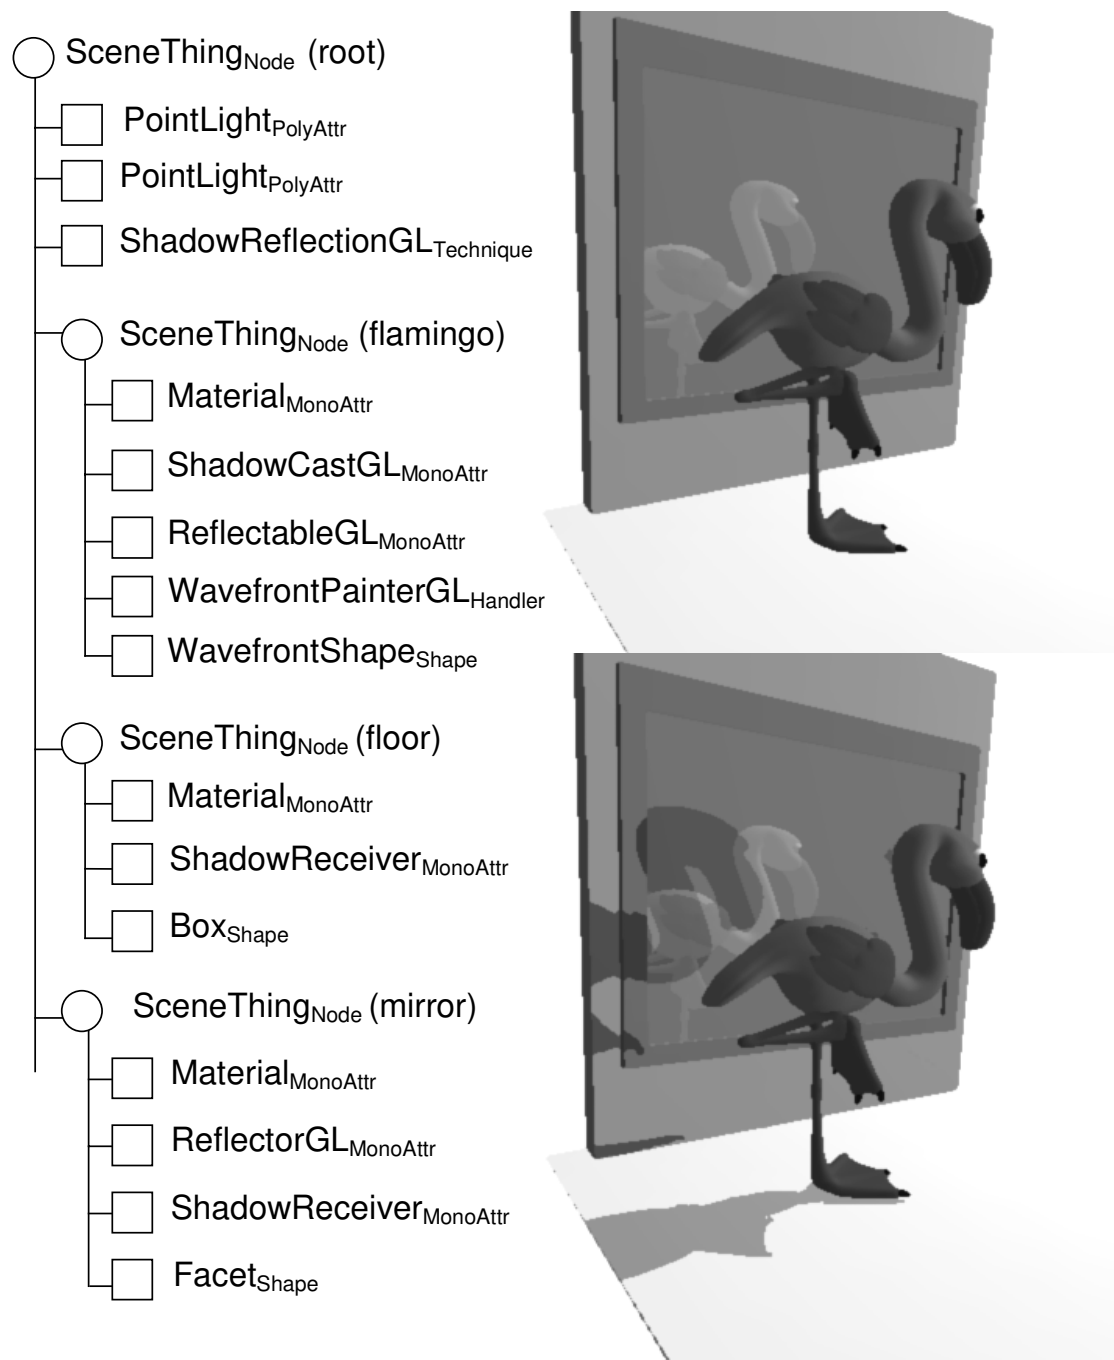 SceneThingNode (root)
PointLightPolyAttr
PointLightPolyAttr
ShadowReflectionGLTechnique
SceneThingNode (flamingo)
MaterialMonoAttr
ShadowCastGLMonoAttr
ReflectableGLMonoAttr
WavefrontPainterGLHandler
WavefrontShapeShape
SceneThingNode (floor)
MaterialMonoAttr
ShadowReceiverMonoAttr
BoxShape
SceneThingNode (mirror)
MaterialMonoAttr
ReflectorGLMonoAttr
ShadowReceiverMonoAttr
FacetShape